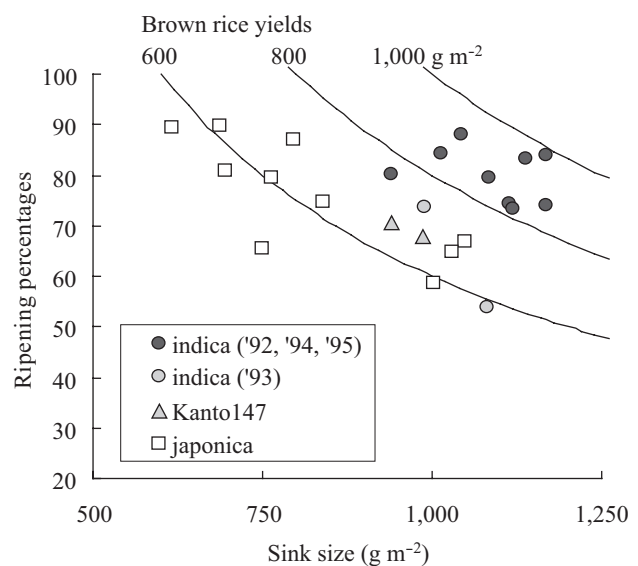 Brown rice yields
600 800 1,000 g m⁻²
100
90
80
70
60
50
40
30
20
Ripening percentages
indica ('92, '94, '95)
indica ('93)
Kanto147
japonica
500 750 1,000 1,250
Sink size (g m⁻²)